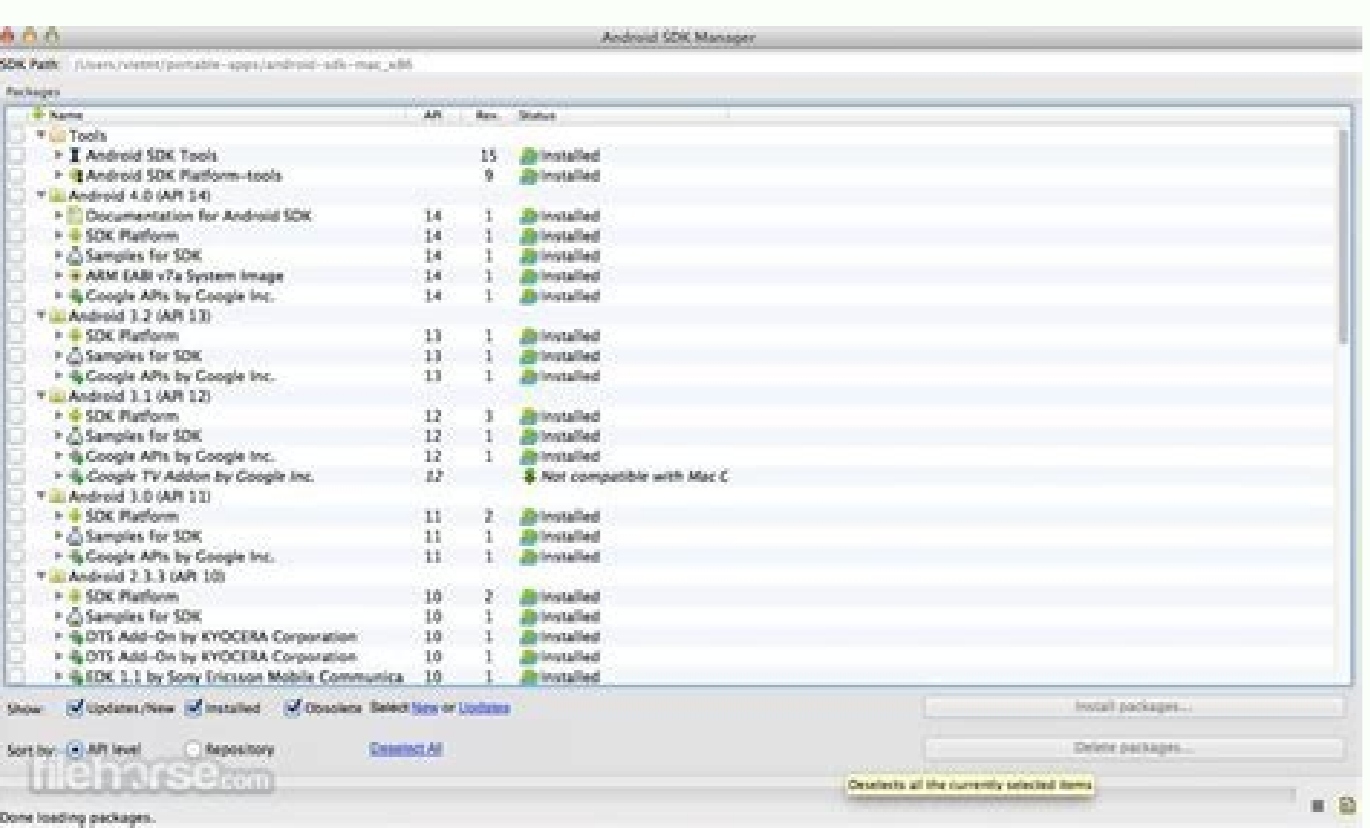 Android SDK Manager
SDK Path: /Users/vietmt/portable-apps/android-sdk-mac_x86
Packages
Name API Rev. Status
Tools
Android SDK Tools 15 Installed
Android SDK Platform-tools 9 Installed
Android 4.0 (API 14)
Documentation for Android SDK 14 1 Installed
SDK Platform 14 1 Installed
Samples for SDK 14 1 Installed
ARM EABI v7a System Image 14 1 Installed
Google APIs by Google Inc. 14 1 Installed
Android 3.2 (API 13)
SDK Platform 13 1 Installed
Samples for SDK 13 1 Installed
Google APIs by Google Inc. 13 1 Installed
Android 3.1 (API 12)
SDK Platform 12 3 Installed
Samples for SDK 12 1 Installed
Google APIs by Google Inc. 12 1 Installed
Google TV Addon by Google Inc. 12 Not compatible with Mac C
Android 3.0 (API 11)
SDK Platform 11 2 Installed
Samples for SDK 11 1 Installed
Google APIs by Google Inc. 11 1 Installed
Android 2.3.3 (API 10)
SDK Platform 10 2 Installed
Samples for SDK 10 1 Installed
DTS Add-On by KYOCERA Corporation 10 1 Installed
DTS Add-On by KYOCERA Corporation 10 1 Installed
EDK 1.1 by Sony Ericsson Mobile Communica 10 1 Installed
Show: Updates/New Installed Obsolete Select New or Updates Install packages...
Sort by: API level Repository Deselect All Delete packages...
filehorse.com
Deselects all the currently selected items
Done loading packages.